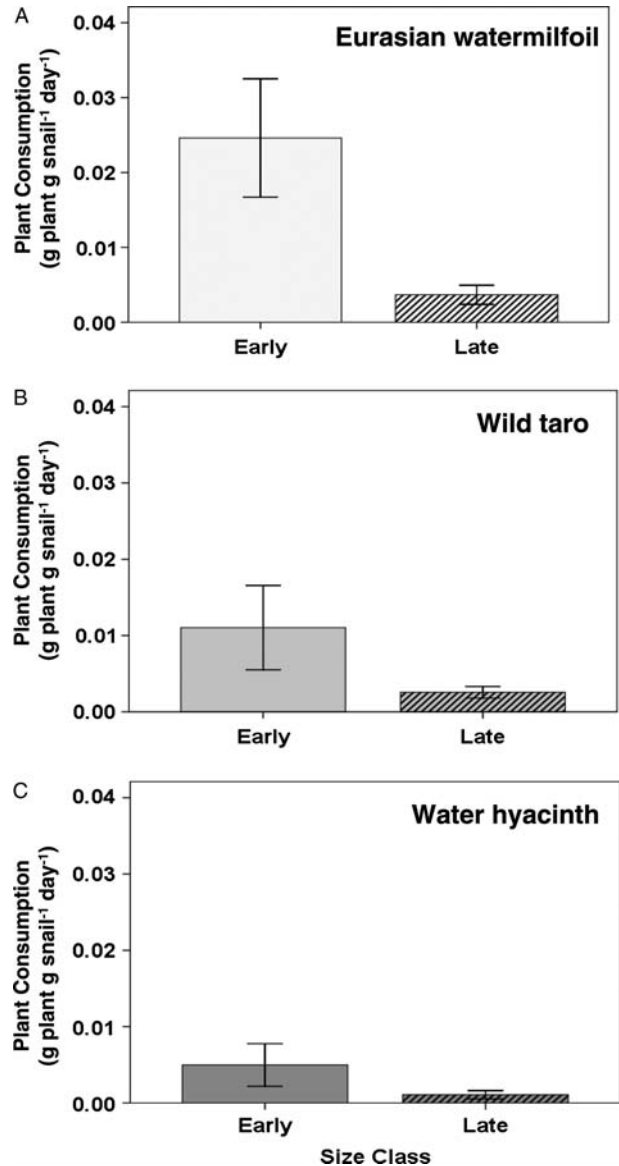 A
Eurasian watermilfoil
Plant Consumption
(g plant g snail⁻¹ day⁻¹)
0.04
0.03
0.02
0.01
0.00
Early
Late
B
Wild taro
Plant Consumption
(g plant g snail⁻¹ day⁻¹)
0.04
0.03
0.02
0.01
0.00
Early
Late
C
Water hyacinth
Plant Consumption
(g plant g snail⁻¹ day⁻¹)
0.04
0.03
0.02
0.01
0.00
Early
Late
Size Class